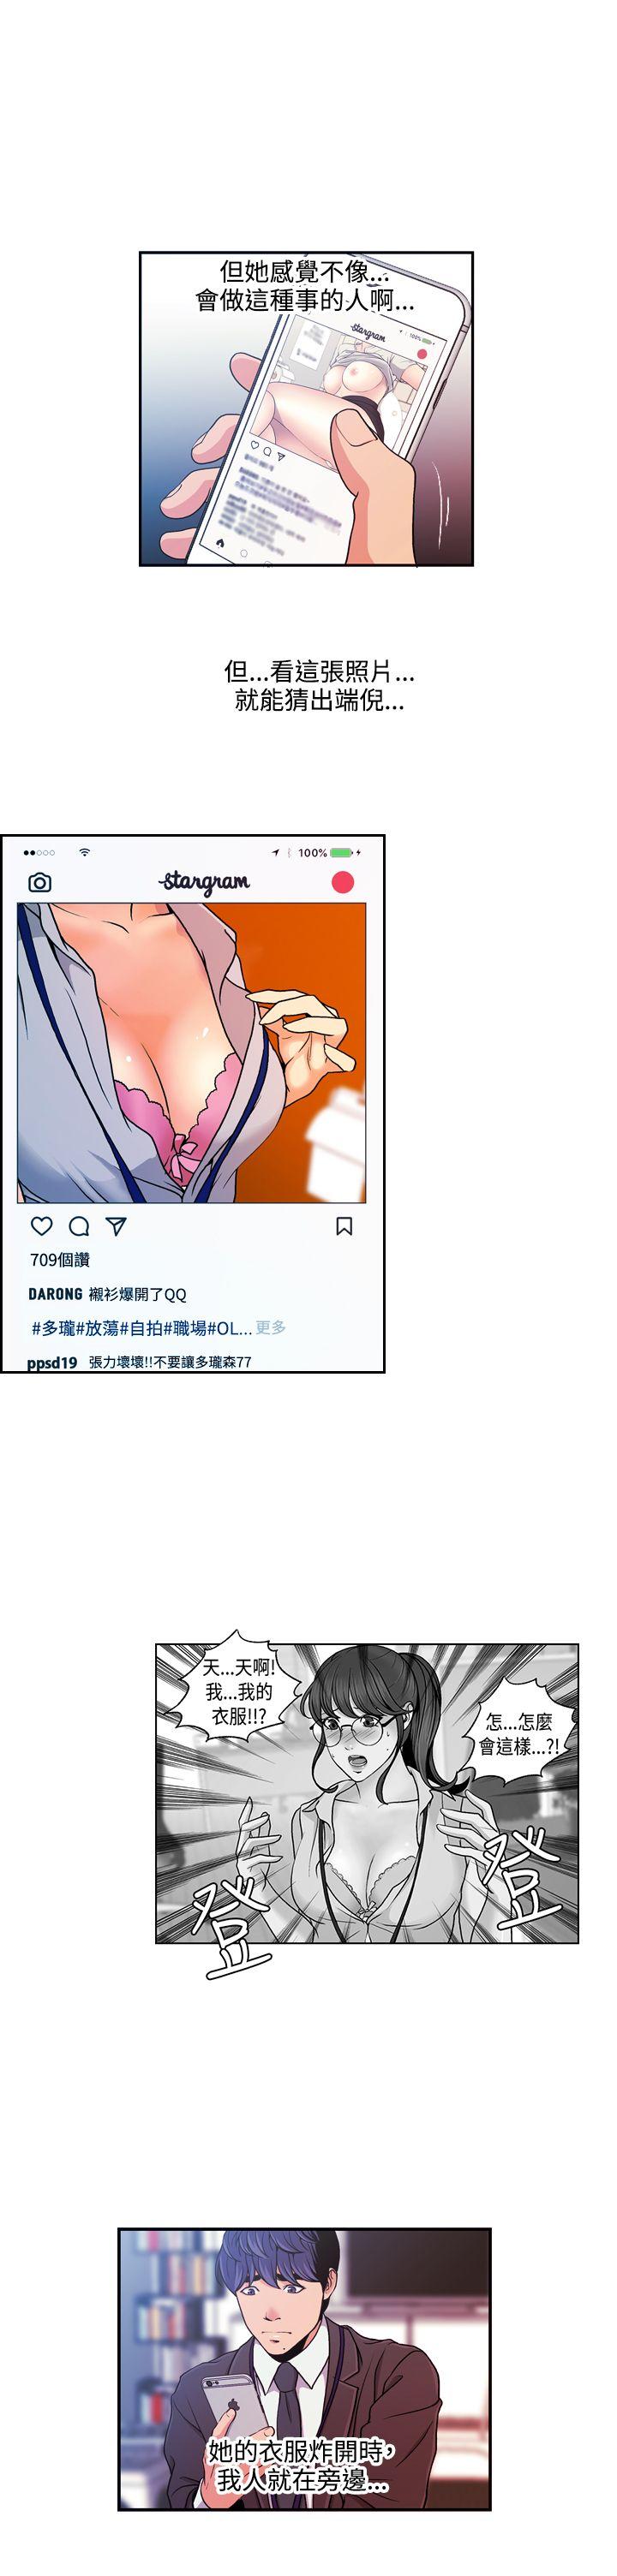 但她感覺不像...
會做這種事的人啊...
stargram
100%
但...看這張照片...
就能猜出端倪...
100%
stargram
709個讚
DARONG 襯衫爆開了QQ
#多瓏#放蕩#自拍#職場#OL... 更多
ppsd19 張力壞壞!!不要讓多瓏森77
天...天啊!
我...我的
衣服!!?
怎...怎麼
會這樣...?!
登
登
她的衣服炸開時,
我人就在旁邊...